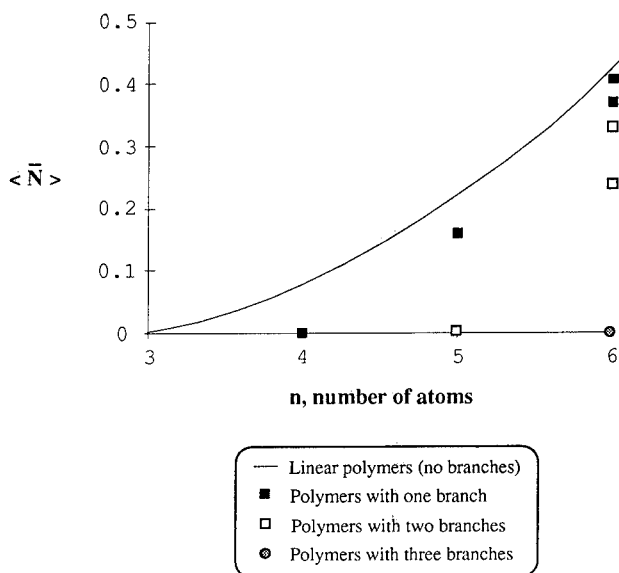 0.5
0.4
0.3
< N̄ >
0.2
0.1
0
3 4 5 6
n, number of atoms
Linear polymers (no branches)
Polymers with one branch
Polymers with two branches
Polymers with three branches